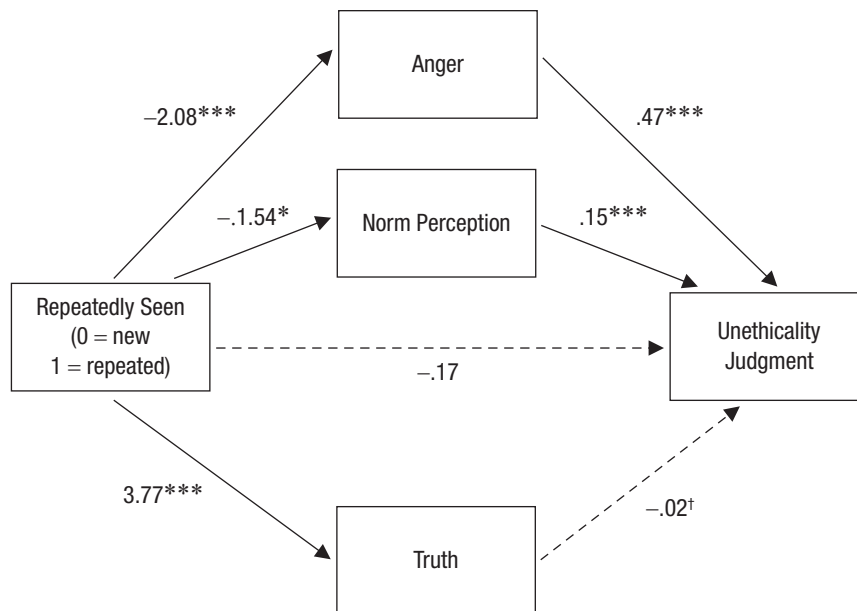 Anger
−2.08***
.47***
−.1.54*
Norm Perception
.15***
Repeatedly Seen
(0 = new
1 = repeated)
Unethicality
Judgment
−.17
3.77***
−.02†
Truth